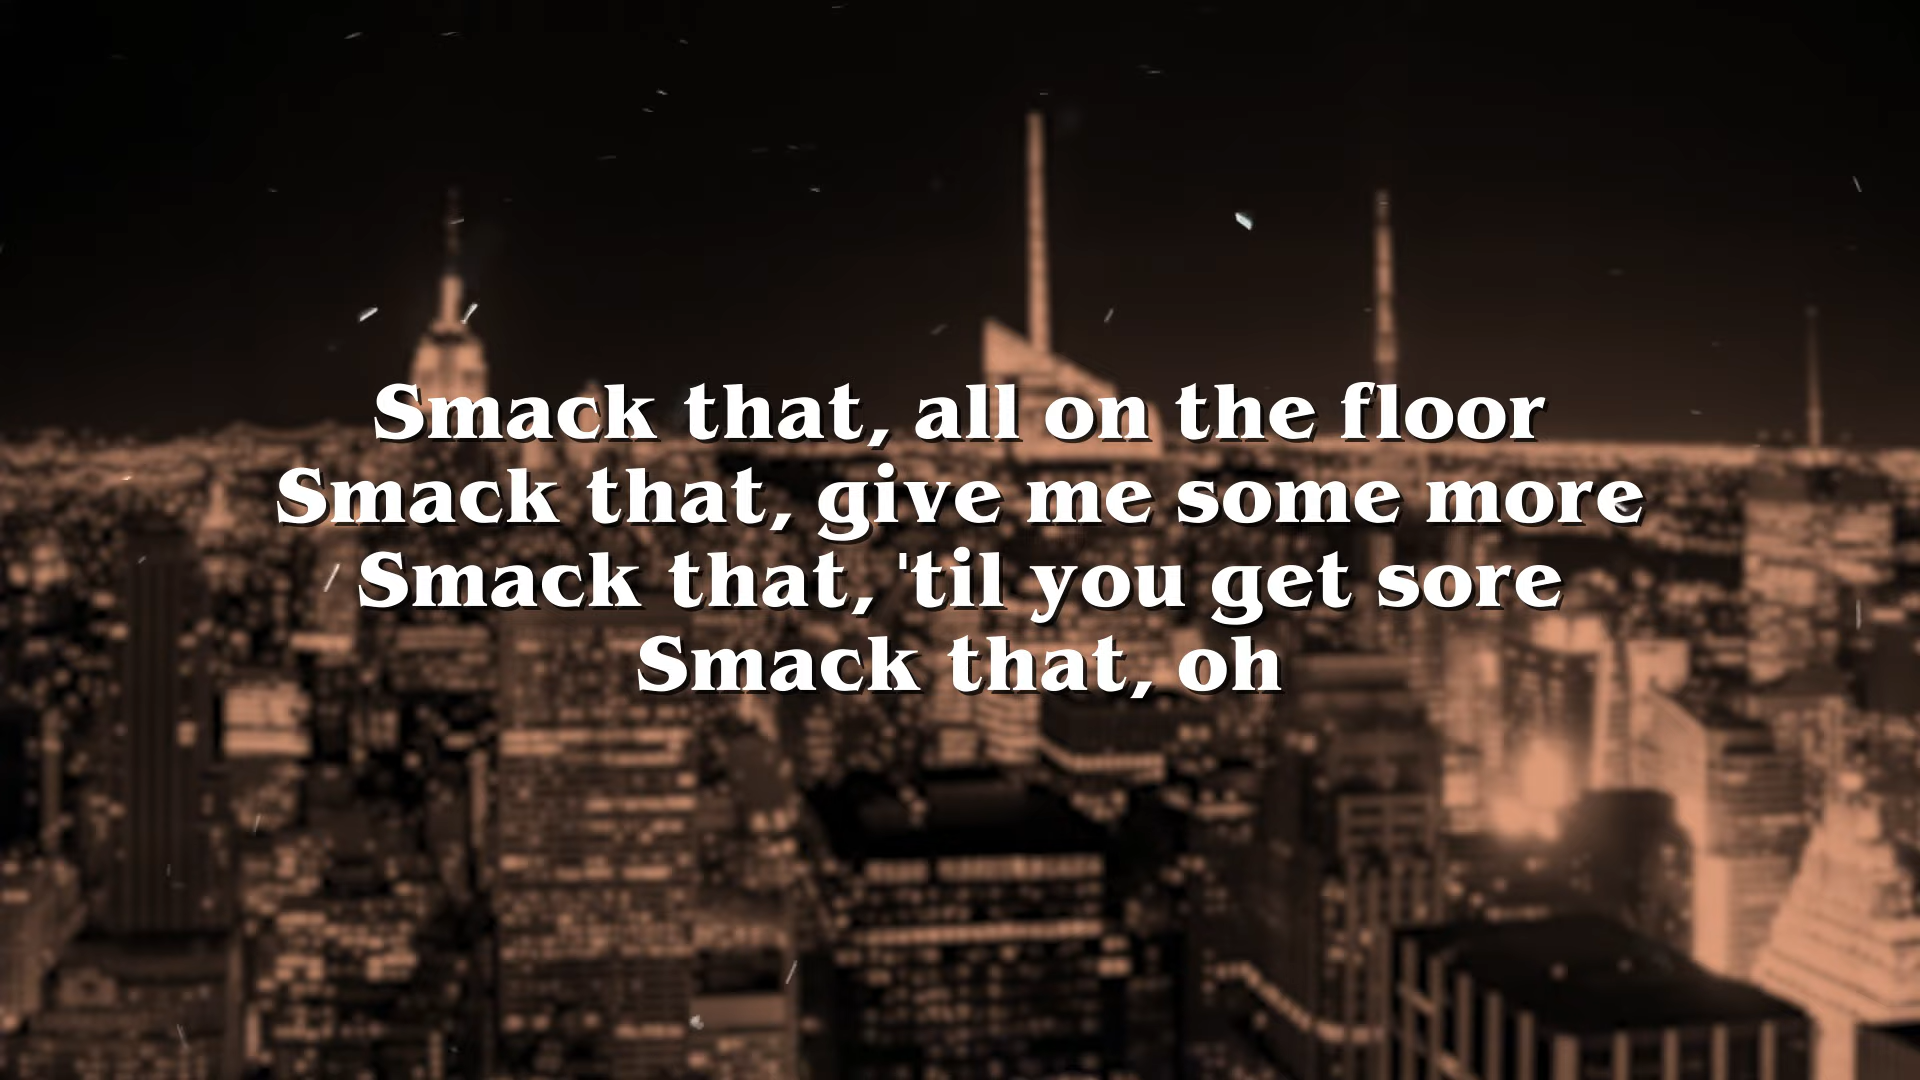 Smack that, all on the floor
Smack that, give me some more
Smack that, 'til you get sore
Smack that, oh